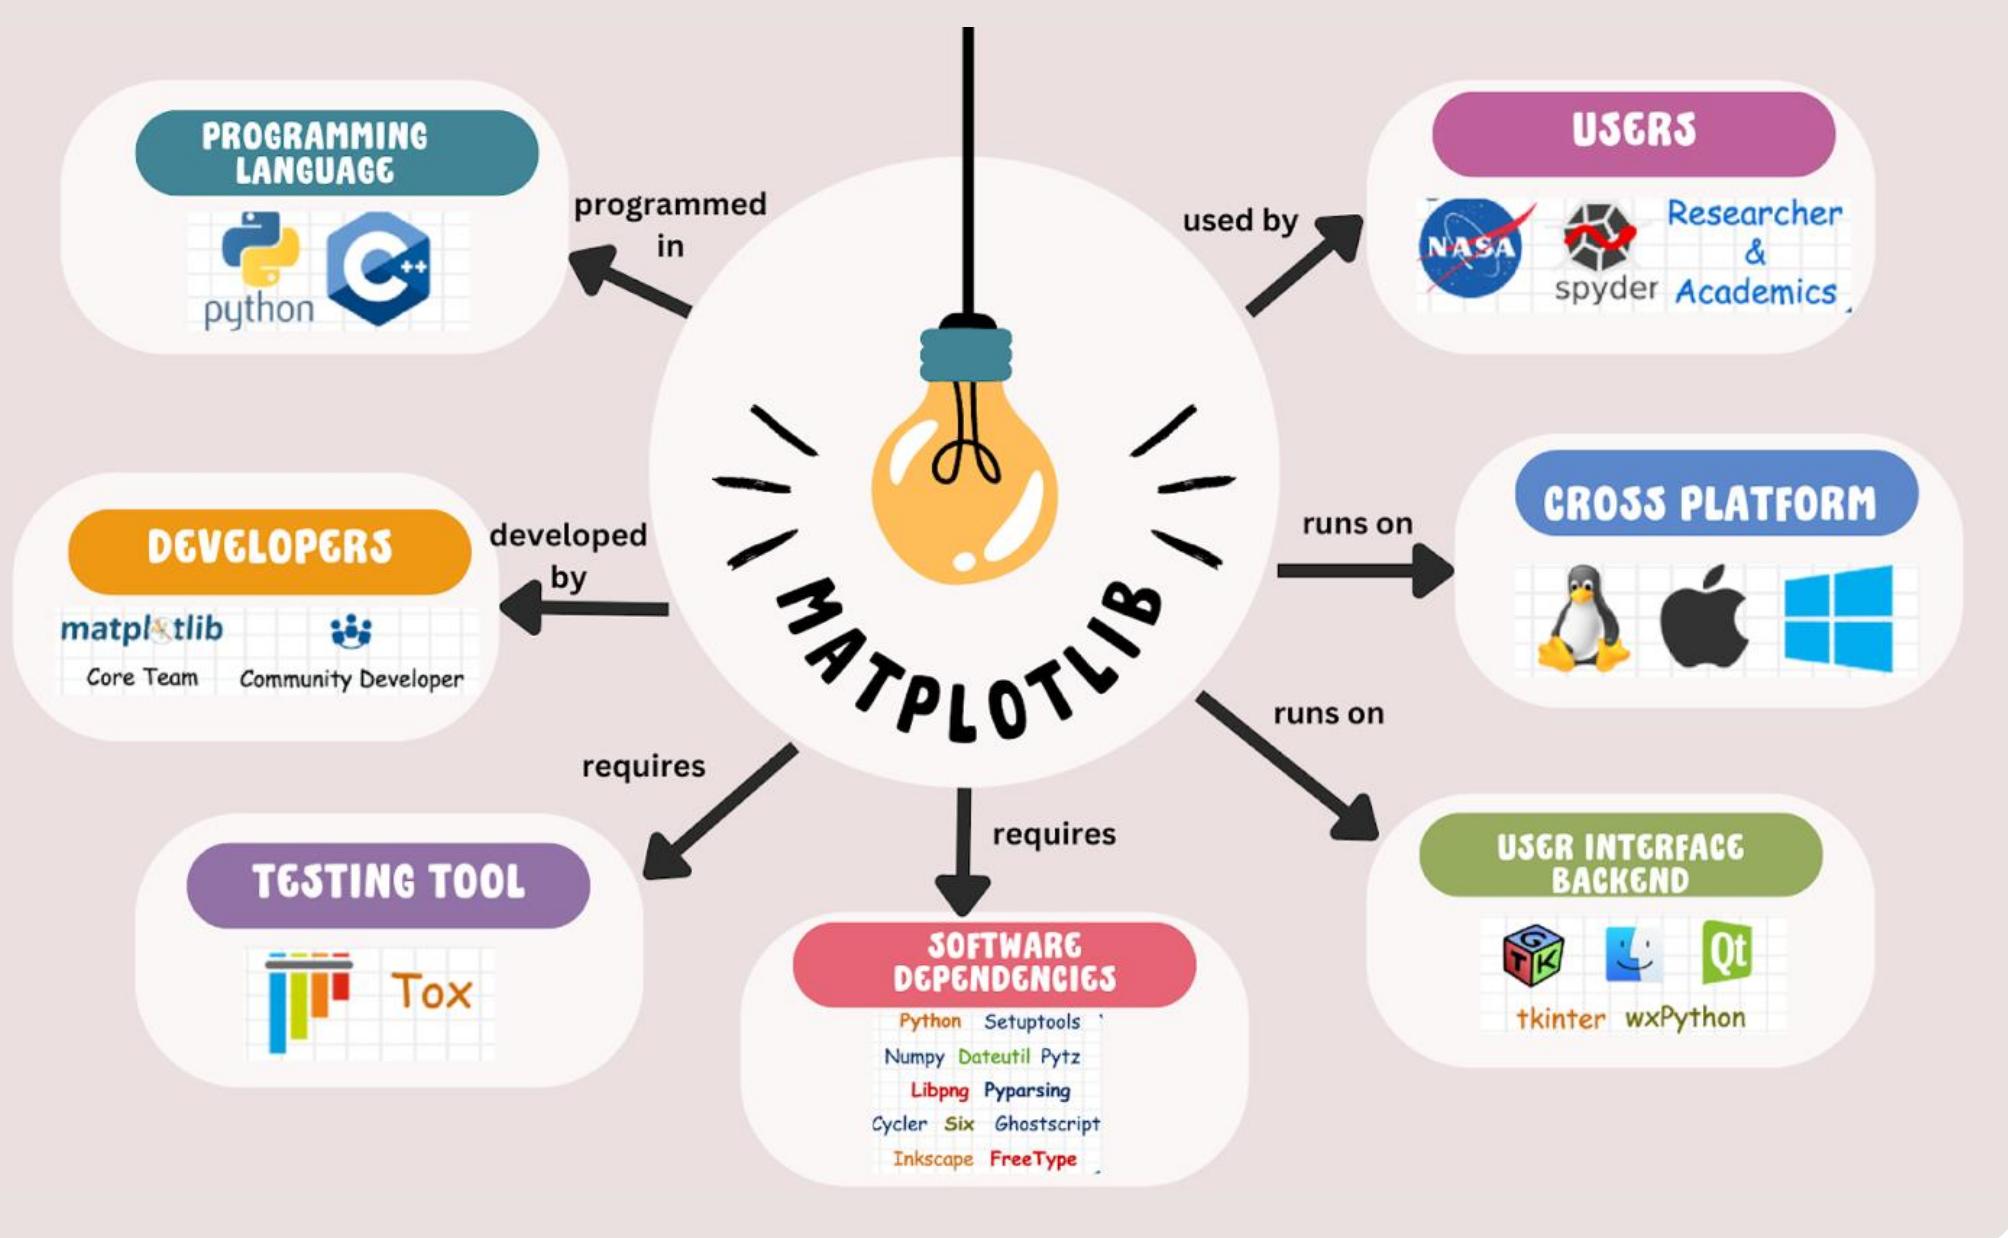 PROGRAMMING
LANGUAGE
python
C++
programmed
in
USERS
used by
NASA
spyder
Researcher
&
Academics
DEVELOPERS
developed
by
matplotlib
Core Team
Community Developer
MATPLOTLIB
CROSS PLATFORM
runs on
runs on
TESTING TOOL
requires
Tox
requires
SOFTWARE
DEPENDENCIES
Python Setuptools
Numpy Dateutil Pytz
Libpng Pyparsing
Cycler Six Ghostscript
Inkscape FreeType
USER INTERFACE
BACKEND
GTK
Qt
tkinter wxPython